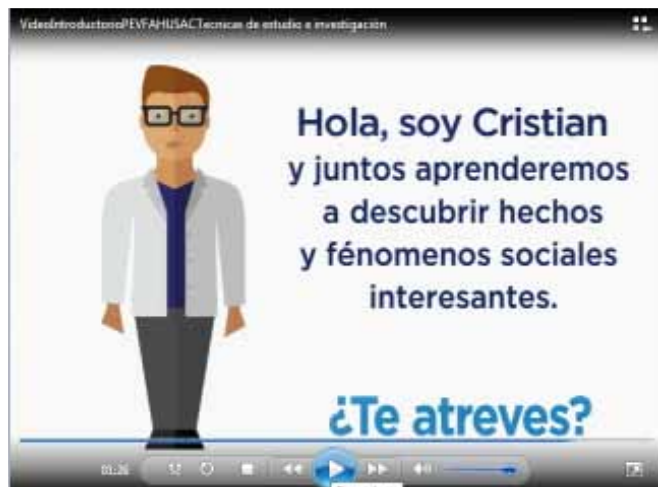 VideoIntroductorioPEVFAHUSACTecnicas de estudio e investigación
Hola, soy Cristian
y juntos aprenderemos
a descubrir hechos
y fénomenos sociales
interesantes.
¿Te atreves?
01:26